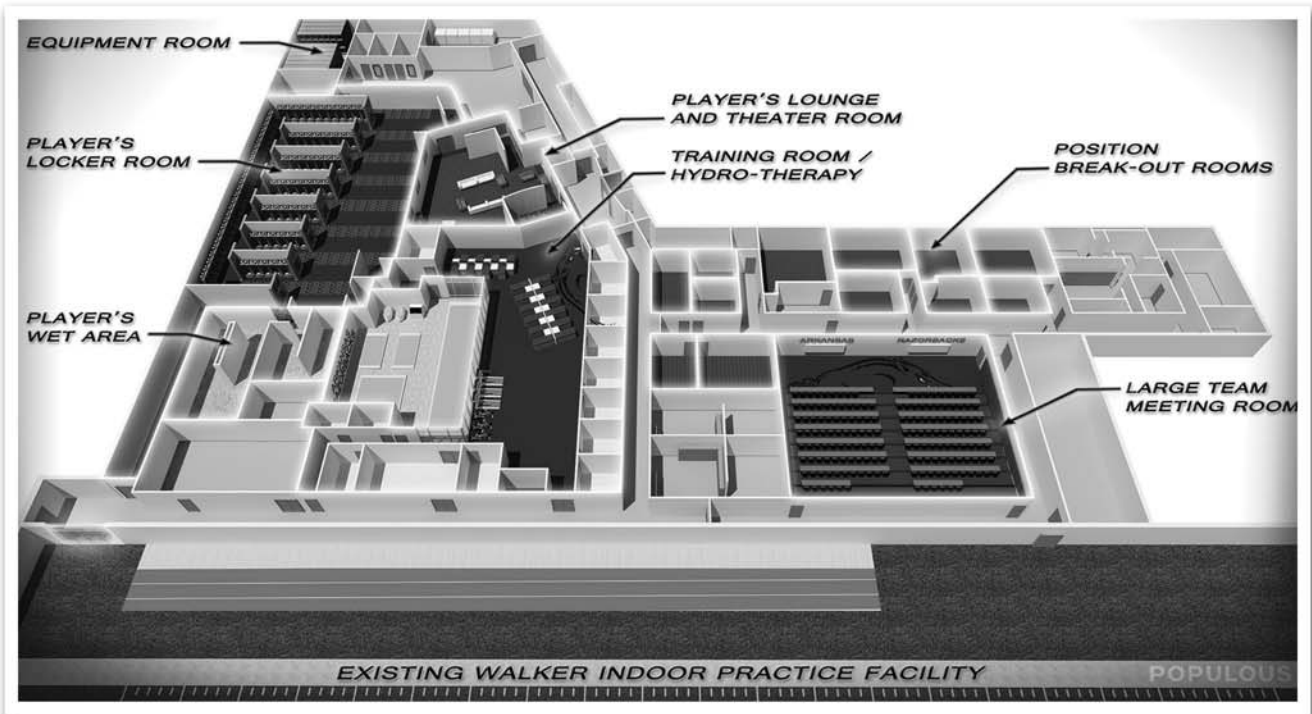 EQUIPMENT ROOM
PLAYER'S LOUNGE
AND THEATER ROOM
PLAYER'S
LOCKER ROOM
TRAINING ROOM /
HYDRO-THERAPY
POSITION
BREAK-OUT ROOMS
PLAYER'S
WET AREA
ARKANSAS
RAZORBACKS
LARGE TEAM
MEETING ROOM
EXISTING WALKER INDOOR PRACTICE FACILITY
POPULOUS